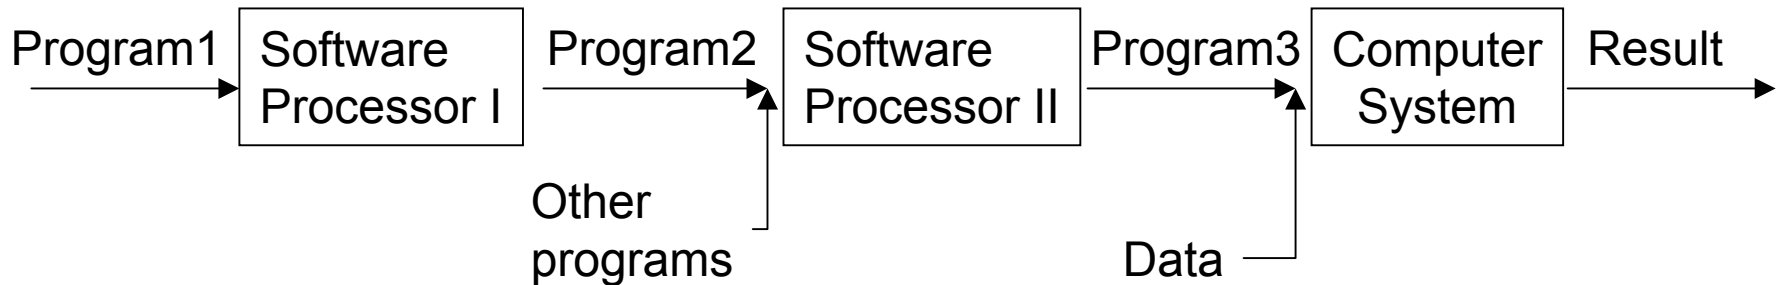 Program1
Software
Processor I
Program2
Software
Processor II
Program3
Computer
System
Result
Other
programs
Data